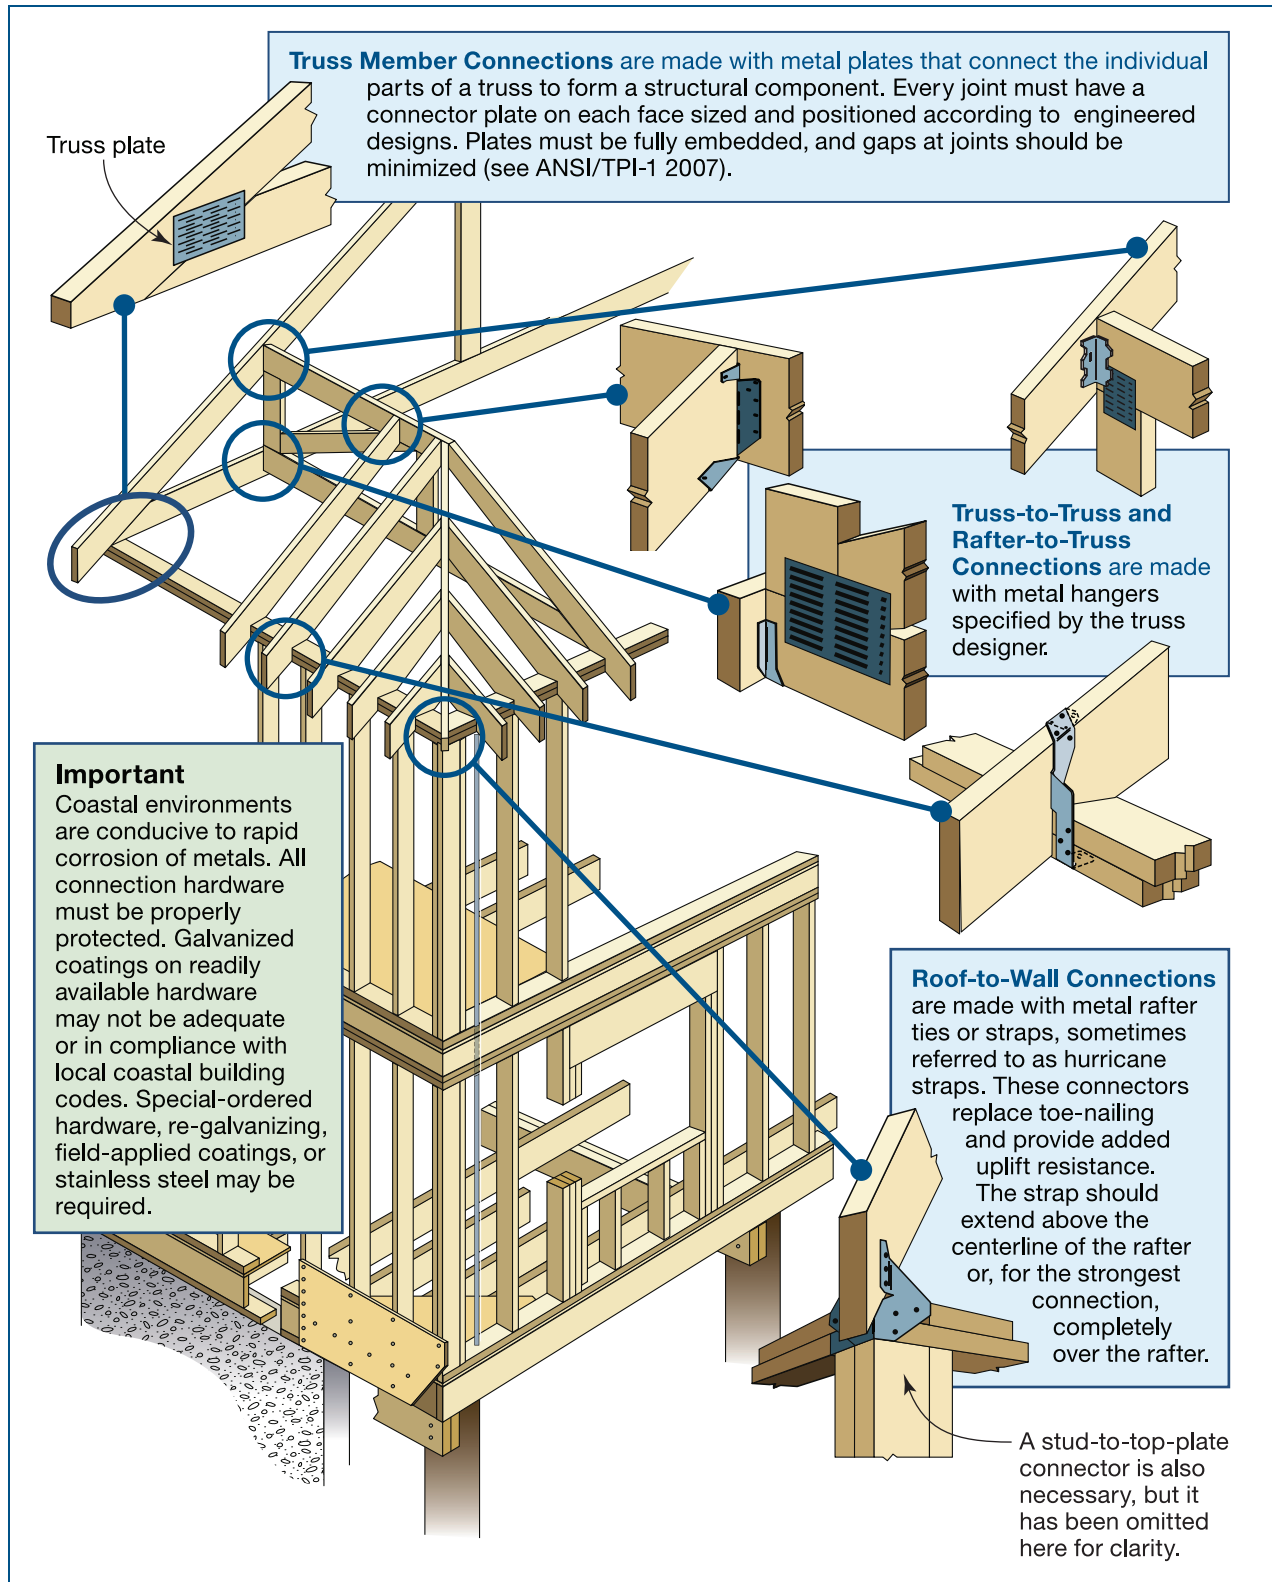 Truss Member Connections are made with metal plates that connect the individual
parts of a truss to form a structural component. Every joint must have a
connector plate on each face sized and positioned according to engineered
designs. Plates must be fully embedded, and gaps at joints should be
minimized (see ANSI/TPI-1 2007).
Truss plate
Truss-to-Truss and
Rafter-to-Truss
Connections are made
with metal hangers
specified by the truss
designer.
Important
Coastal environments
are conducive to rapid
corrosion of metals. All
connection hardware
must be properly
protected. Galvanized
coatings on readily
available hardware
may not be adequate
or in compliance with
local coastal building
codes. Special-ordered
hardware, re-galvanizing,
field-applied coatings, or
stainless steel may be
required.
Roof-to-Wall Connections
are made with metal rafter
ties or straps, sometimes
referred to as hurricane
straps. These connectors
replace toe-nailing
and provide added
uplift resistance.
The strap should
extend above the
centerline of the rafter
or, for the strongest
connection,
completely
over the rafter.
A stud-to-top-plate
connector is also
necessary, but it
has been omitted
here for clarity.